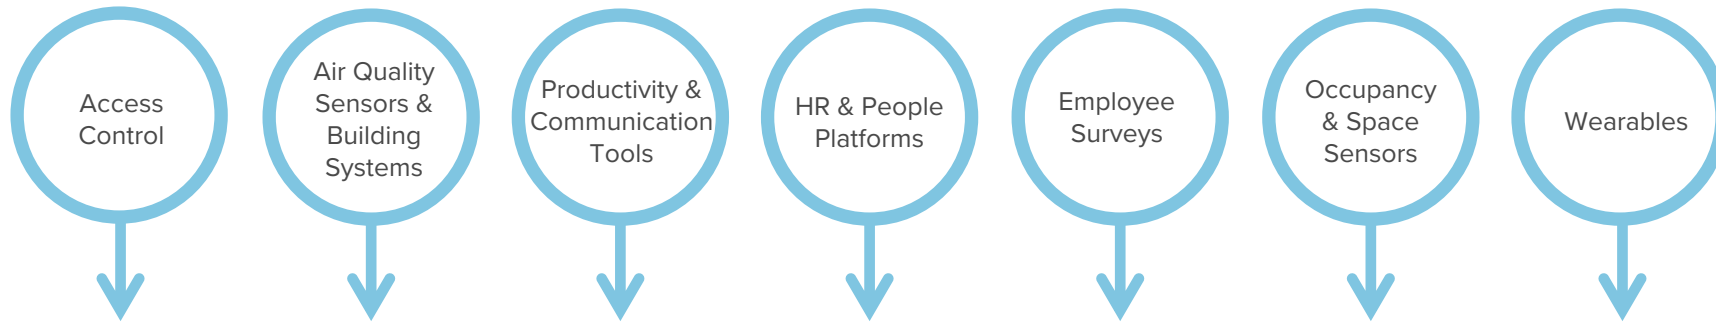 Access
Control
Air Quality
Sensors &
Building
Systems
Productivity &
Communication
Tools
HR & People
Platforms
Employee
Surveys
Occupancy
& Space
Sensors
Wearables